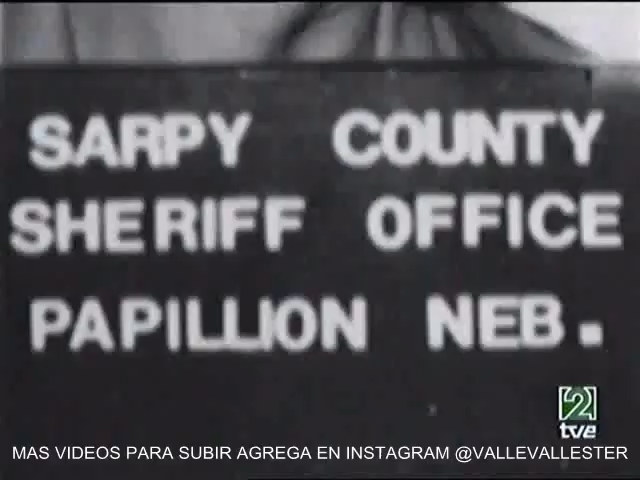 SARPY COUNTY
SHERIFF OFFICE
PAPILLION NEB.
2
tve
MAS VIDEOS PARA SUBIR AGREGA EN INSTAGRAM @VALLEVALLESTER